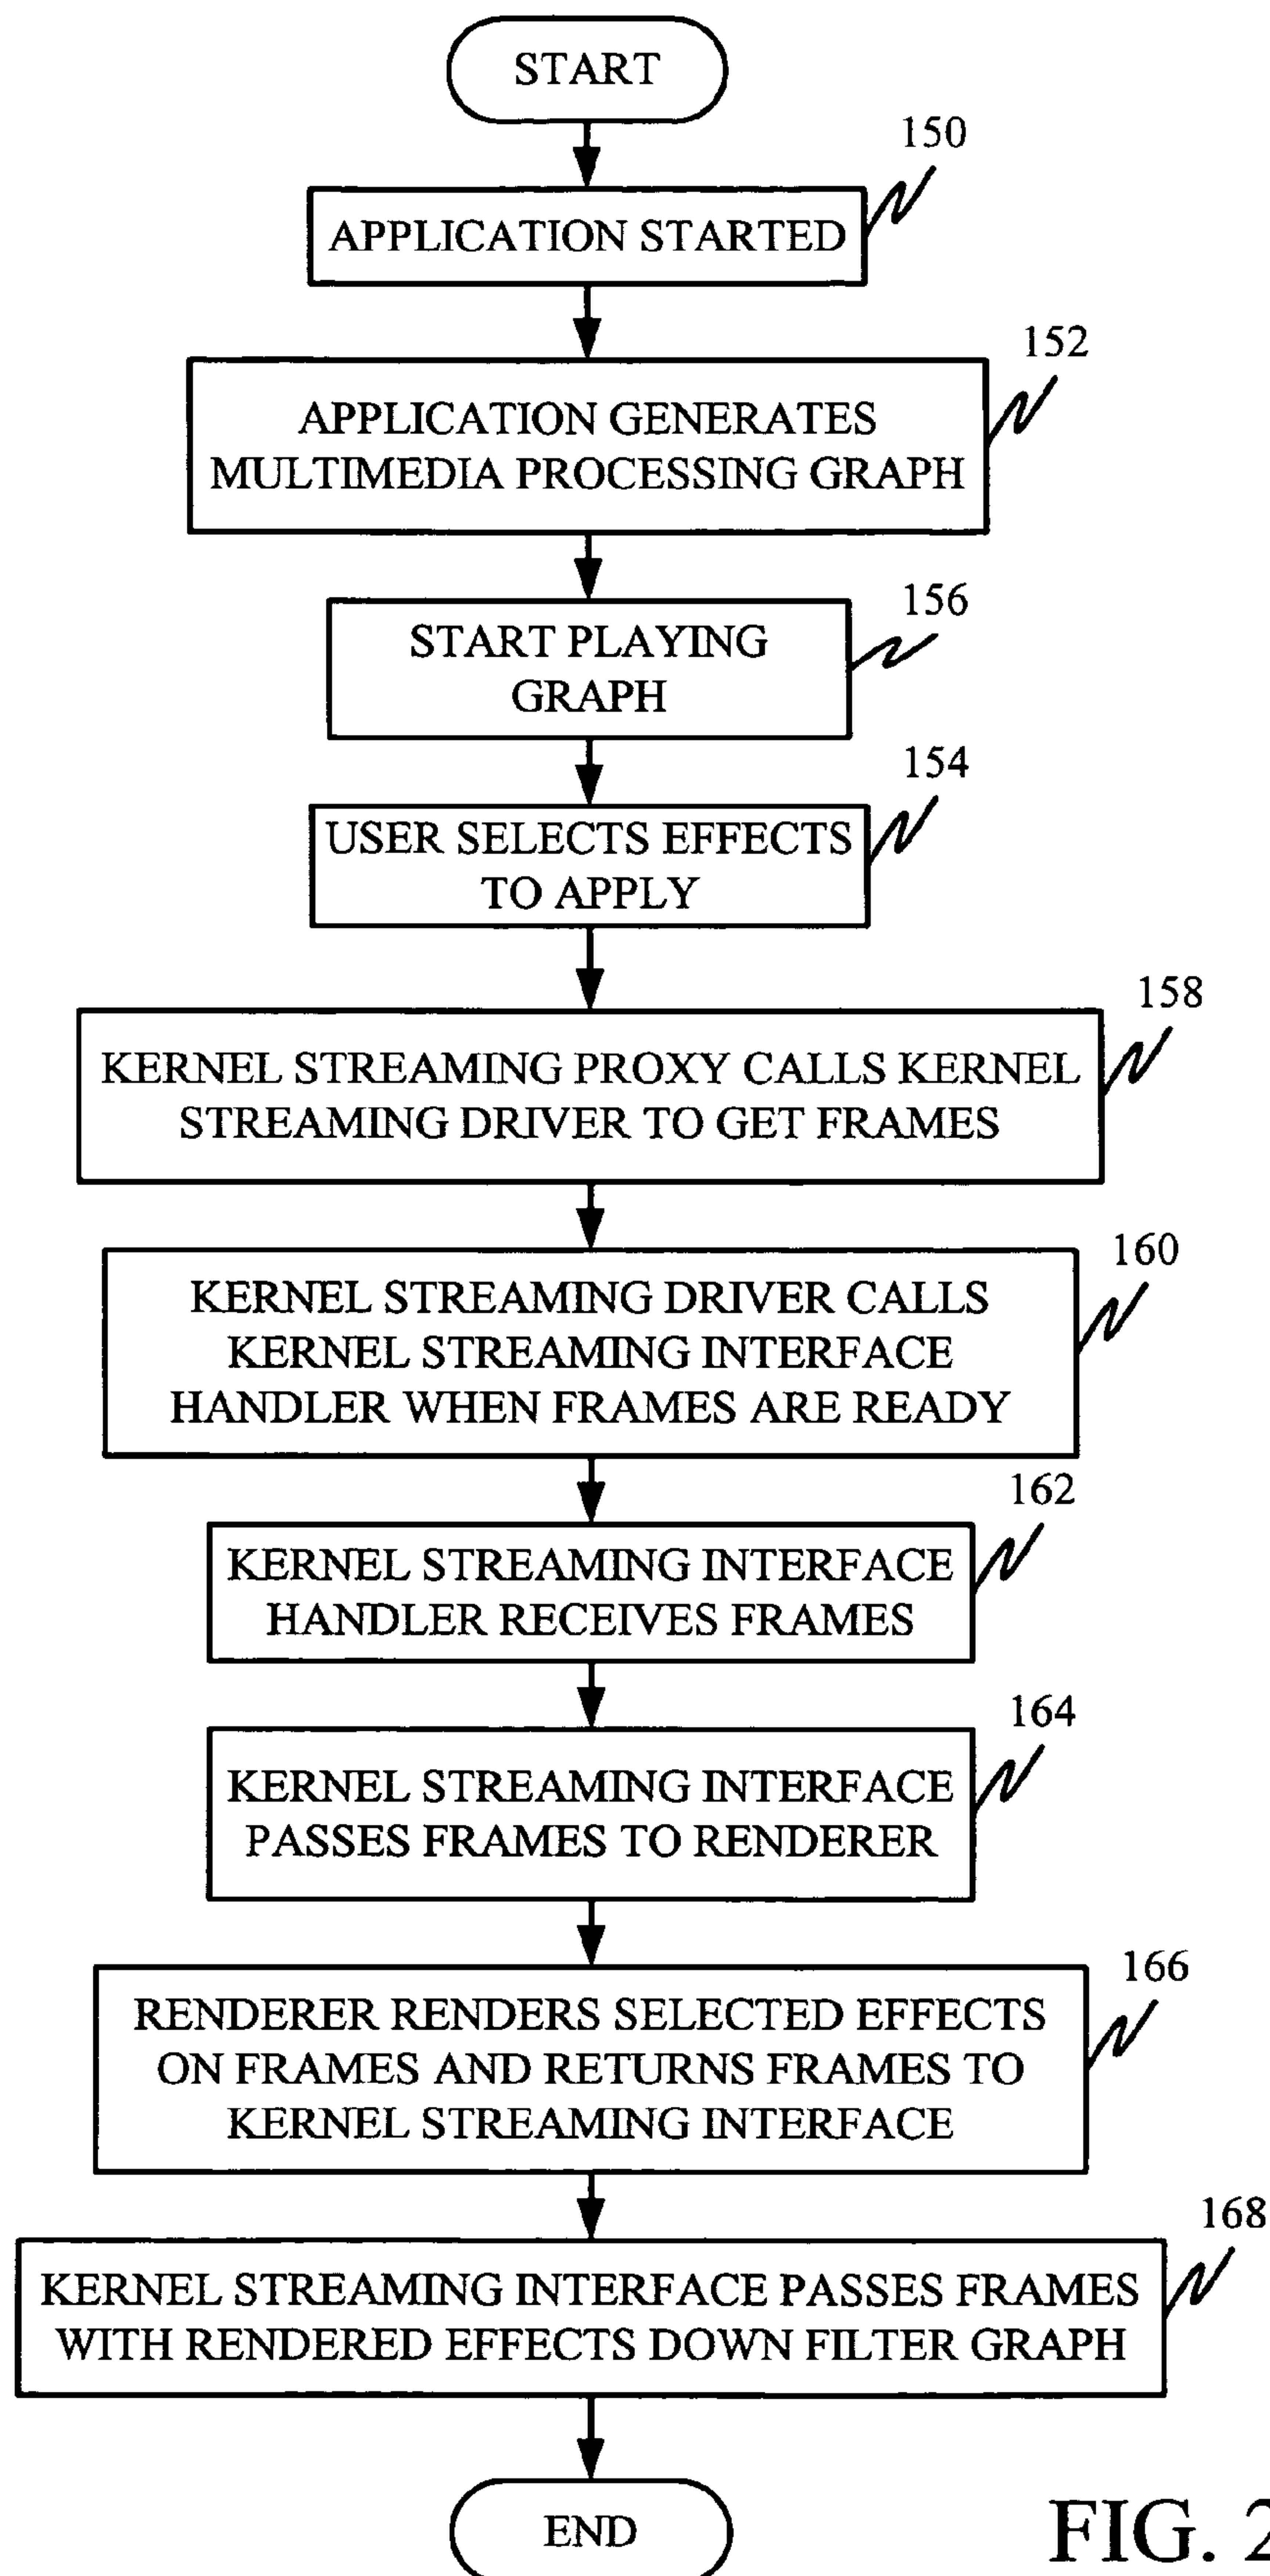 START
150
APPLICATION STARTED
152
APPLICATION GENERATES
MULTIMEDIA PROCESSING GRAPH
156
START PLAYING
GRAPH
154
USER SELECTS EFFECTS
TO APPLY
158
KERNEL STREAMING PROXY CALLS KERNEL
STREAMING DRIVER TO GET FRAMES
160
KERNEL STREAMING DRIVER CALLS
KERNEL STREAMING INTERFACE
HANDLER WHEN FRAMES ARE READY
162
KERNEL STREAMING INTERFACE
HANDLER RECEIVES FRAMES
164
KERNEL STREAMING INTERFACE
PASSES FRAMES TO RENDERER
166
RENDERER RENDERS SELECTED EFFECTS
ON FRAMES AND RETURNS FRAMES TO
KERNEL STREAMING INTERFACE
168
KERNEL STREAMING INTERFACE PASSES FRAMES
WITH RENDERED EFFECTS DOWN FILTER GRAPH
END
FIG. 2